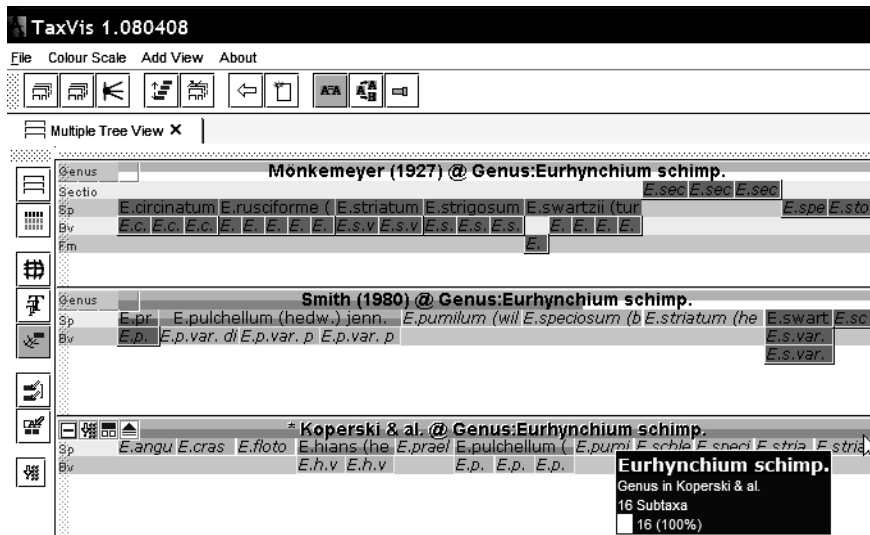 TaxVis 1.080408
File Colour Scale Add View About
A=A A A B
Multiple Tree View X
Genus Mönkemeyer (1927) @ Genus:Eurhynchium schimp.
Sectio E.sec E.sec E.sec
Sp E.circinatum E.rusciforme ( E.striatum E.strigosum E.swartzii (tur E.spe E.sto
Bv E.c. E.c. E.c. E. E. E. E. E. E.s.v E.s.v E.s. E.s. E.s. E. E. E. E.
Fm E.
Genus Smith (1980) @ Genus:Eurhynchium schimp.
Sp E.pr E.pulchellum (hedw.) jenn. E.pumilum (wil E.speciosum (b E.striatum (he E.swart E.sc
Bv E.p. E.p.var. di E.p.var. p E.p.var. p E.s.var.
E.s.var.
* Koperski & al. @ Genus:Eurhynchium schimp.
Sp E.angu E.cras E.floto E.hians (he E.prael E.pulchellum ( E.pumi E.schle E.speci E.stria E.stria
Bv E.h.v E.h.v E.p. E.p. E.p.
Eurhynchium schimp.
Genus in Koperski & al.
16 Subtaxa
16 (100%)